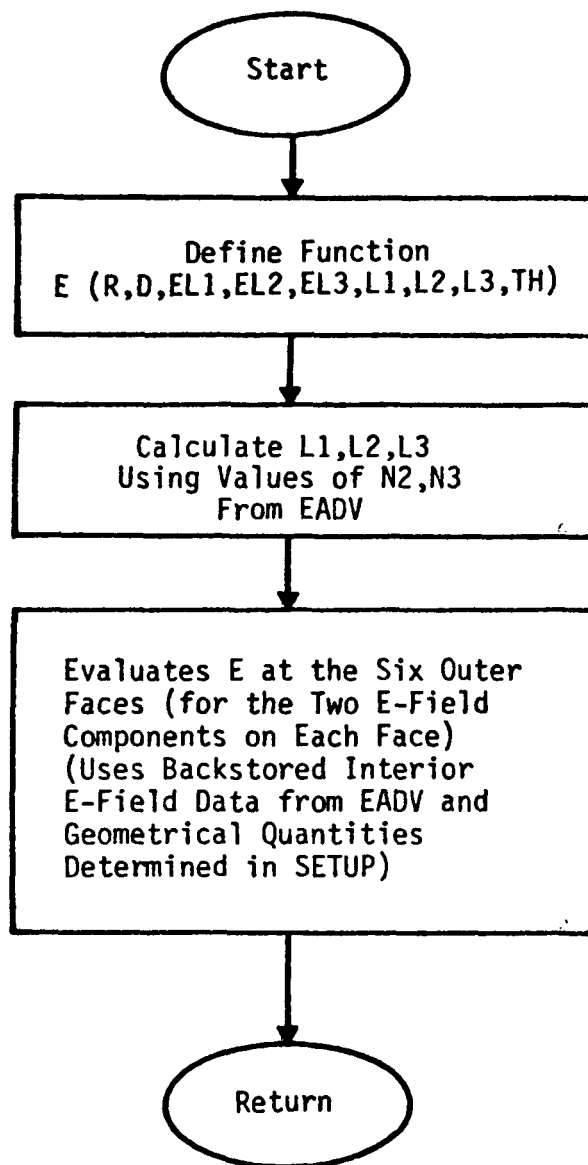 Start
Define Function
E (R,D,EL1,EL2,EL3,L1,L2,L3,TH)
Calculate L1,L2,L3
Using Values of N2,N3
From EADV
Evaluates E at the Six Outer
Faces (for the Two E-Field
Components on Each Face)
(Uses Backstored Interior
E-Field Data from EADV and
Geometrical Quantities
Determined in SETUP)
Return